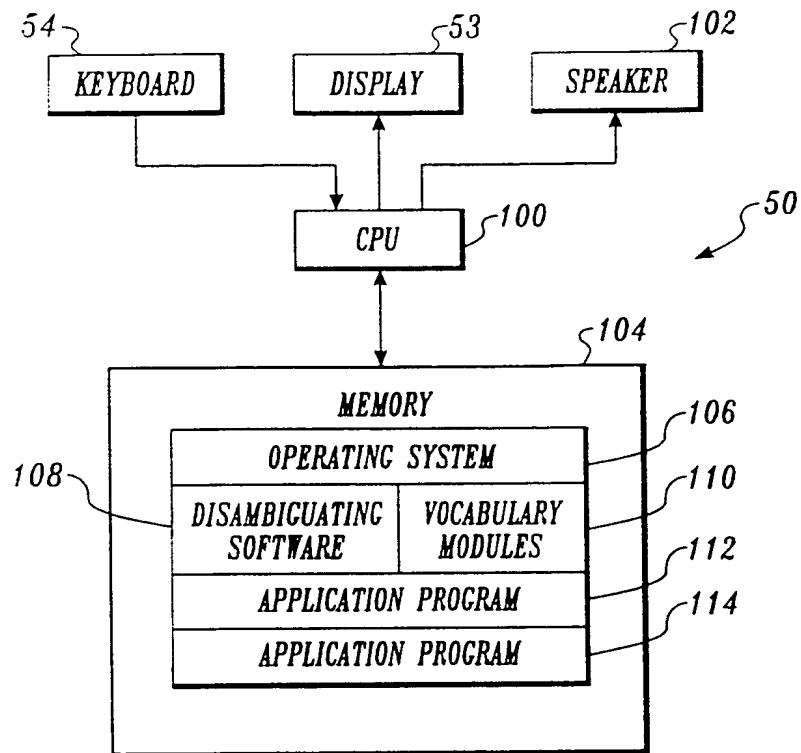 54
53
102
KEYBOARD
DISPLAY
SPEAKER
50
CPU
100
104
MEMORY
106
OPERATING SYSTEM
108
110
DISAMBIGUATING
SOFTWARE
VOCABULARY
MODULES
112
APPLICATION PROGRAM
114
APPLICATION PROGRAM